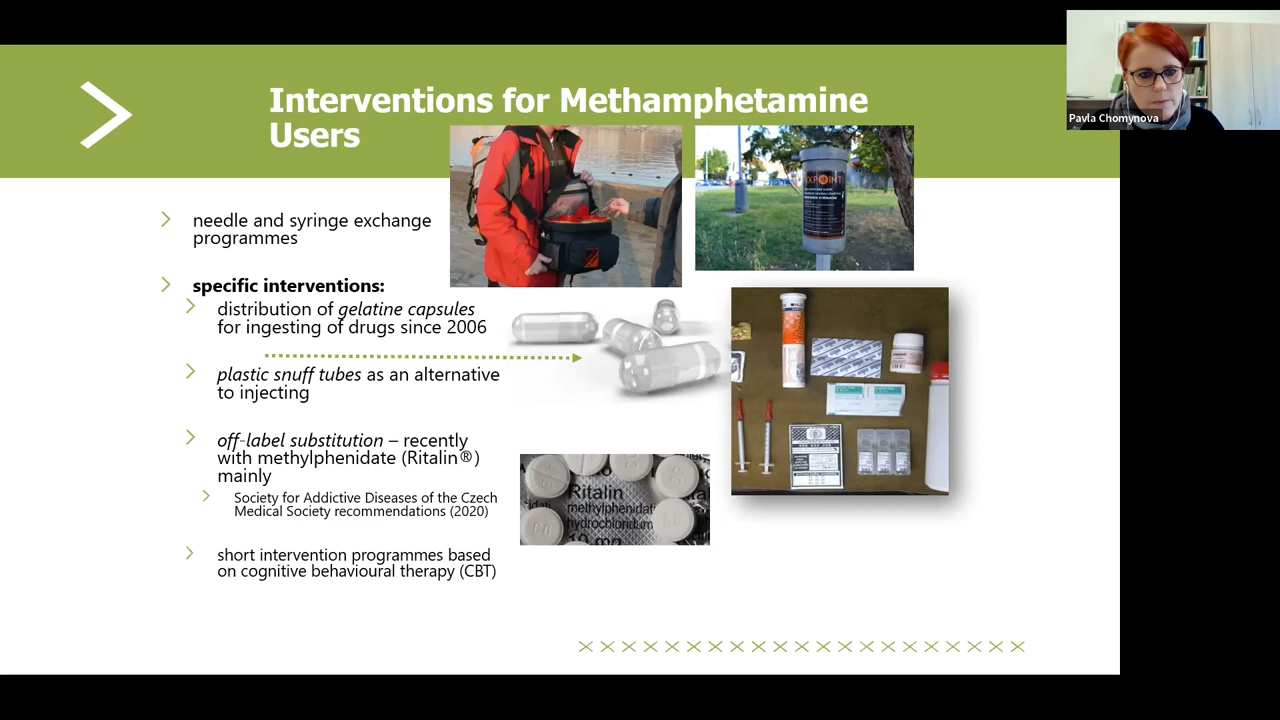 Interventions for Methamphetamine
Users
Pavla Chomynova
needle and syringe exchange
programmes
specific interventions:
distribution of gelatine capsules
for ingesting of drugs since 2006
plastic snuff tubes as an alternative
to injecting
off-label substitution – recently
with methylphenidate (Ritalin®)
mainly
Society for Addictive Diseases of the Czech
Medical Society recommendations (2020)
short intervention programmes based
on cognitive behavioural therapy (CBT)
Ritalin
methylphenidat
hydrochloridum
10 mg